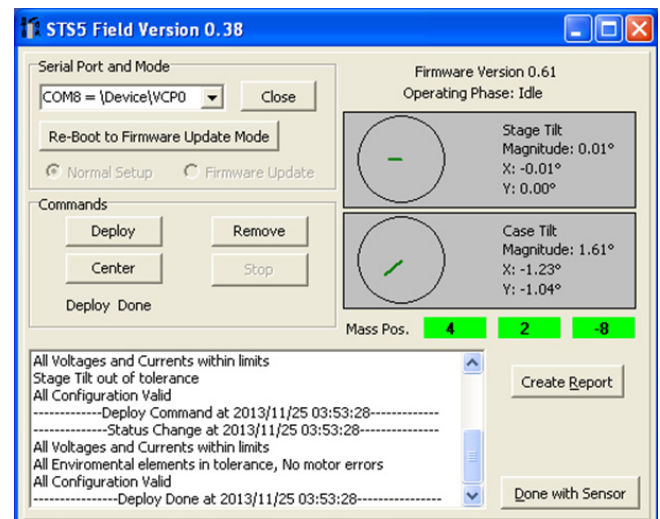 STS5 Field Version 0.38
Serial Port and Mode
COM8 = \Device\VCP0
Close
Re-Boot to Firmware Update Mode
Normal Setup
Firmware Update
Commands
Deploy
Remove
Center
Stop
Deploy Done
Firmware Version 0.61
Operating Phase: Idle
Stage Tilt
Magnitude: 0.01°
X: -0.01°
Y: 0.00°
Case Tilt
Magnitude: 1.61°
X: -1.23°
Y: -1.04°
Mass Pos. 4 2 -8
All Voltages and Currents within limits
Stage Tilt out of tolerance
All Configuration Valid
-------------Deploy Command at 2013/11/25 03:53:28-------------
--------------Status Change at 2013/11/25 03:53:28--------------
All Voltages and Currents within limits
All Enviromental elements in tolerance, No motor errors
All Configuration Valid
----------------Deploy Done at 2013/11/25 03:53:28----------------
Create Report
Done with Sensor